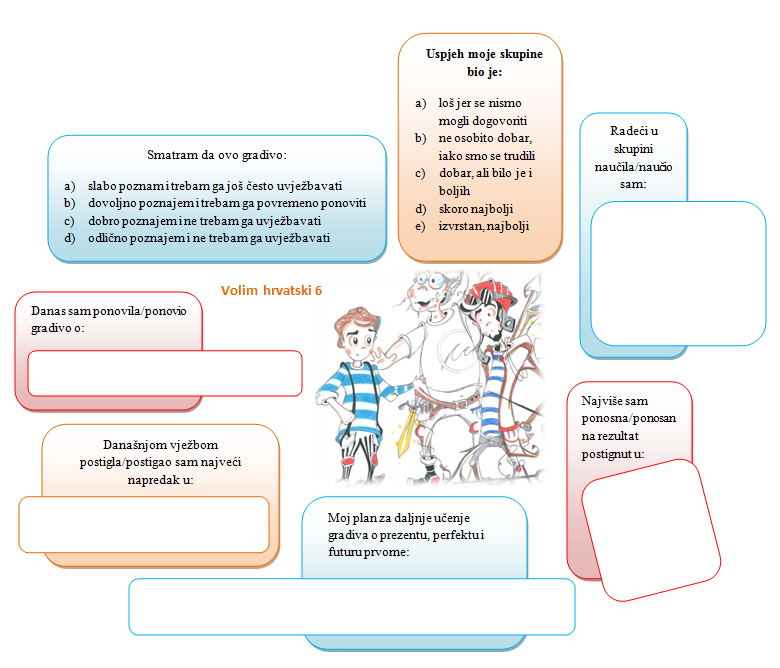 Uspjeh moje skupine
bio je:
a) loš jer se nismo
mogli dogovoriti
b) ne osobito dobar,
iako smo se trudili
c) dobar, ali bilo je i
boljih
d) skoro najbolji
e) izvrstan, najbolji
Smatram da ovo gradivo:
a) slabo poznam i trebam ga još često uvježbavati
b) dovoljno poznajem i trebam ga povremeno ponoviti
c) dobro poznajem i ne trebam ga uvježbavati
d) odlično poznajem i ne trebam ga uvježbavati
Radeći u
skupini
naučila/naučio
sam:
Volim hrvatski 6
Danas sam ponovila/ponovio
gradivo o:
Najviše sam
ponosna/ponosan
na rezultat
postignut u:
Današnjom vježbom
postigla/postigao sam najveći
napredak u:
Moj plan za daljnje učenje
gradiva o prezentu, perfektu i
futuru prvome: